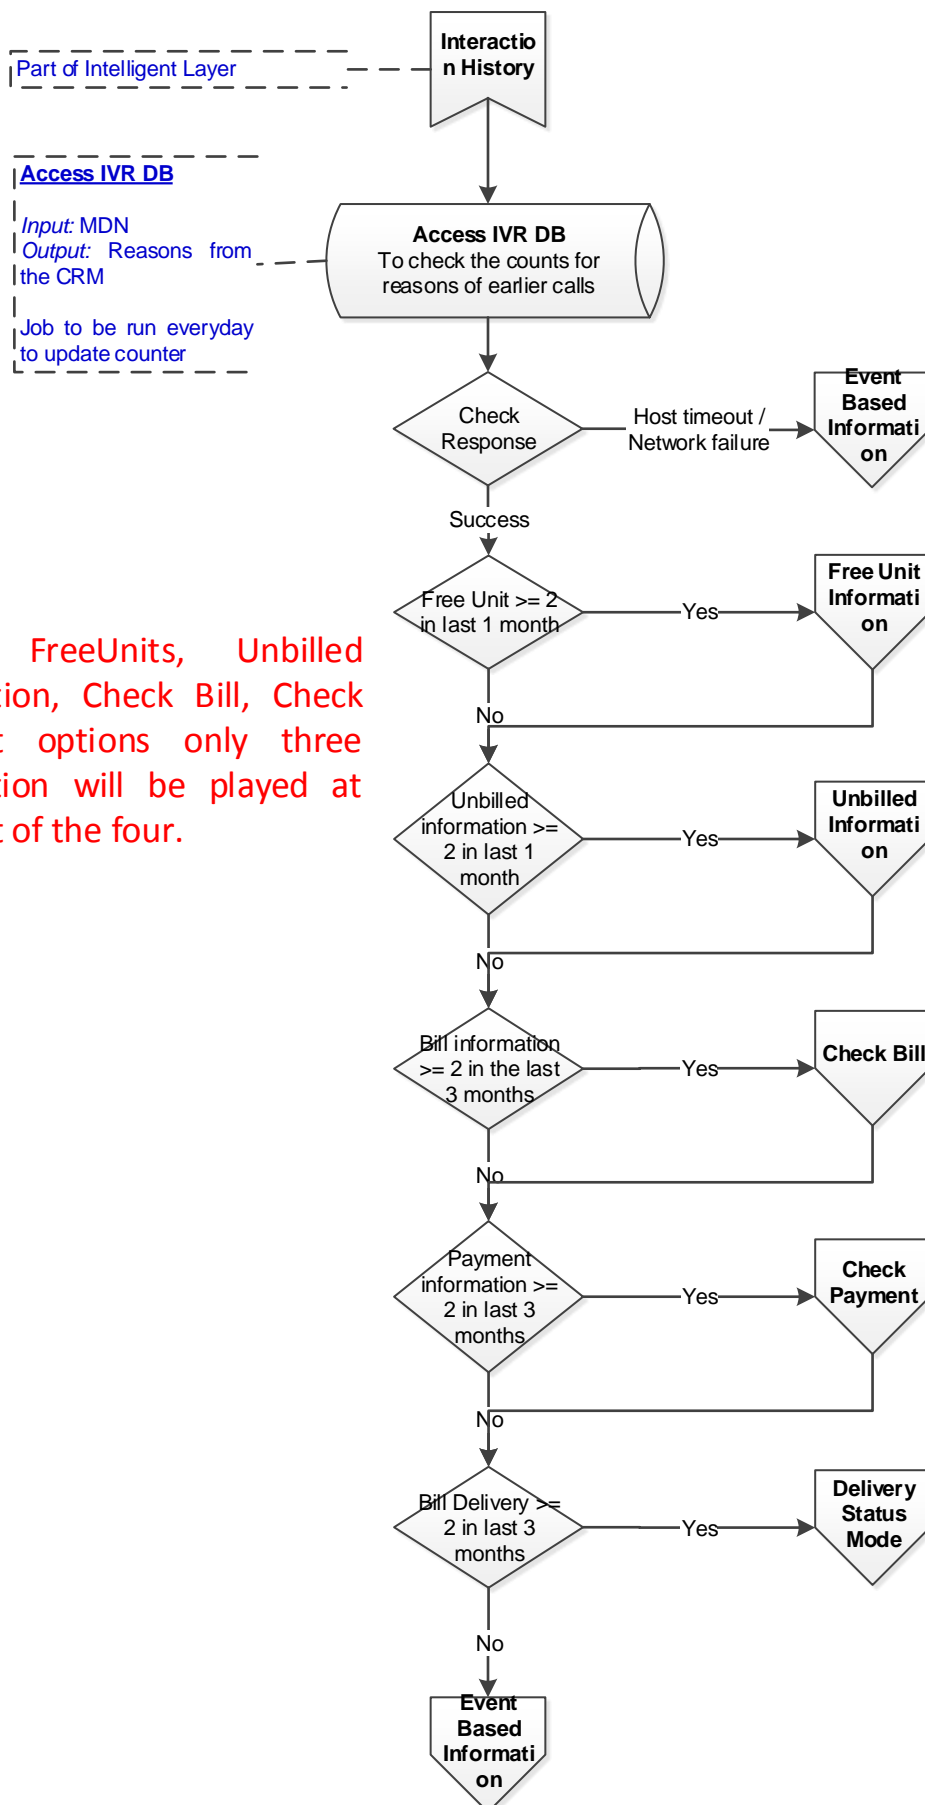 Interactio
n History
Part of Intelligent Layer
Access IVR DB
Input: MDN
Output: Reasons from
the CRM
Job to be run everyday
to update counter
Access IVR DB
To check the counts for
reasons of earlier calls
Check
Response
Host timeout /
Network failure
Event
Based
Informati
on
Success
Free Unit >= 2
in last 1 month
Yes
Free Unit
Informati
on
FreeUnits, Unbilled
tion, Check Bill, Check
t options only three
tion will be played at
t of the four.
No
Unbilled
information >=
2 in last 1
month
Yes
Unbilled
Informati
on
No
Bill information
>= 2 in the last
3 months
Yes
Check Bill
No
Payment
information >=
2 in last 3
months
Yes
Check
Payment
No
Bill Delivery >=
2 in last 3
months
Yes
Delivery
Status
Mode
No
Event
Based
Informati
on